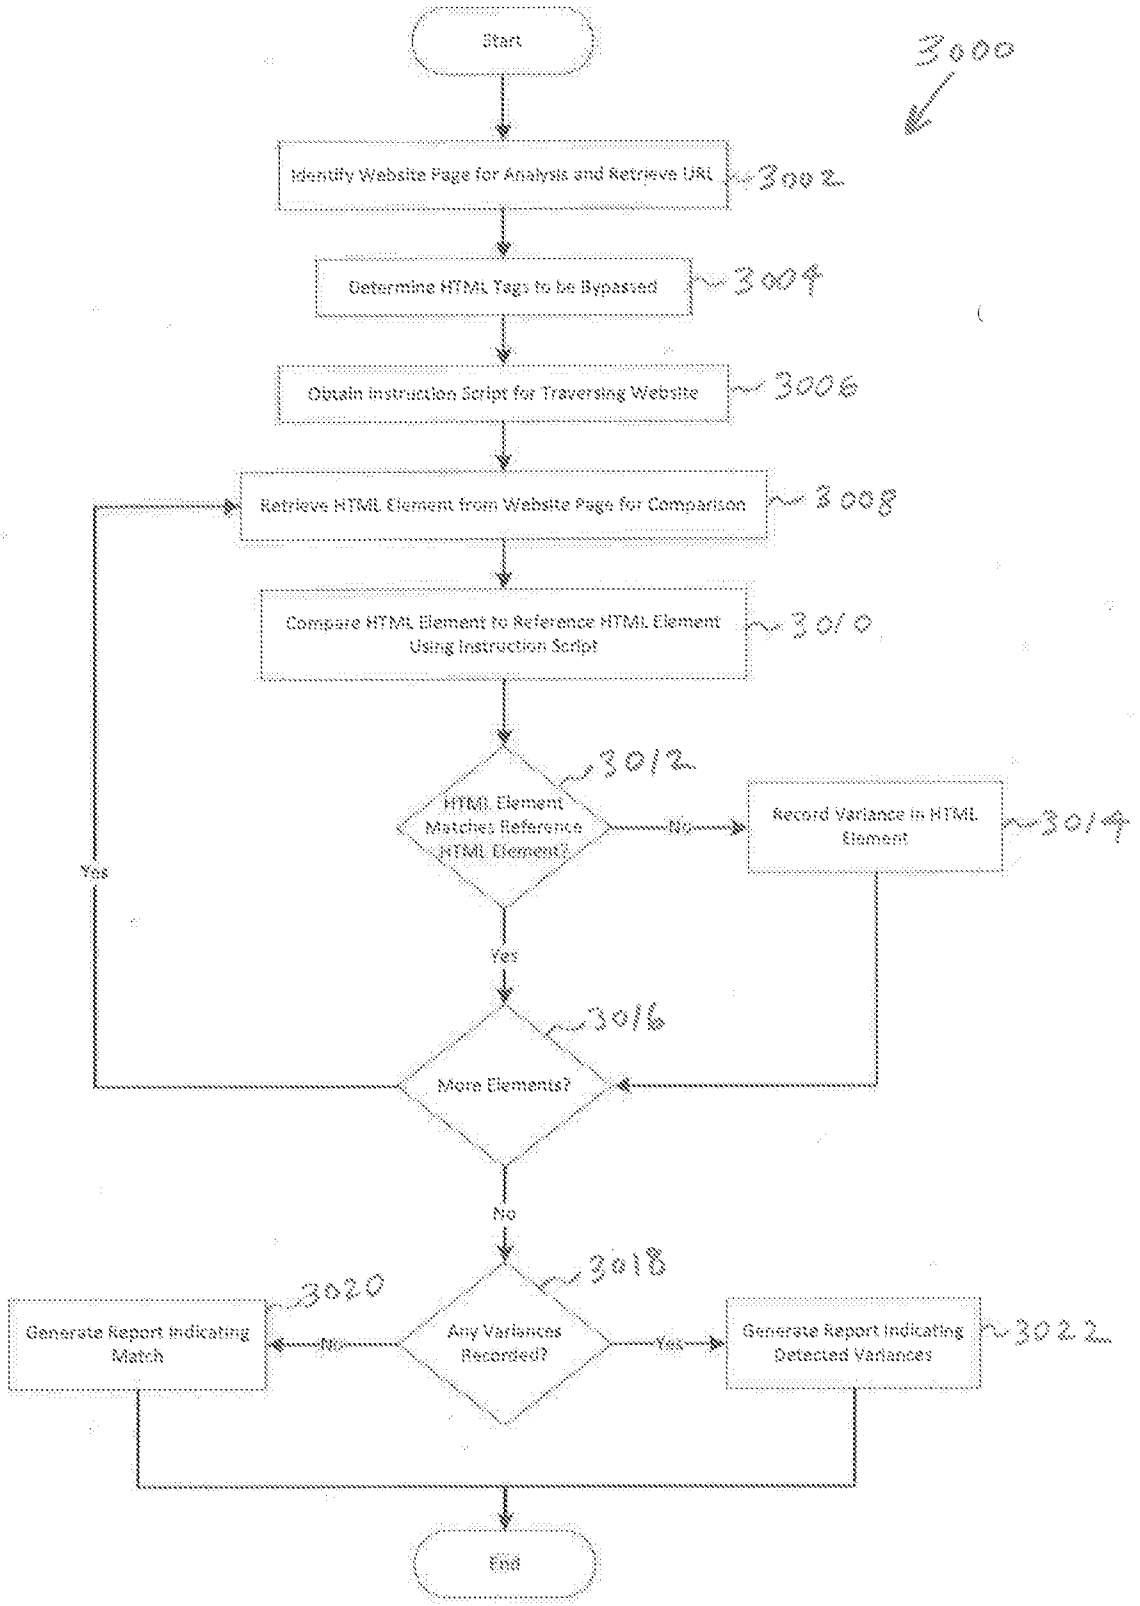 Start
3000
Identify Website Page for Analysis and Retrieve URL
3002
Determine HTML Tags to be Bypassed
3004
Obtain Instruction Script for Traversing Website
3006
Retrieve HTML Element from Website Page for Comparison
3008
Compare HTML Element to Reference HTML Element
Using Instruction Script
3010
3012
HTML Element
Matches Reference
HTML Element?
No
Record Variance in HTML
Element
3014
Yes
Yes
3016
More Elements?
No
3018
3020
Generate Report Indicating
Match
No
Any Variances
Recorded?
Yes
Generate Report Indicating
Detected Variances
3022
End